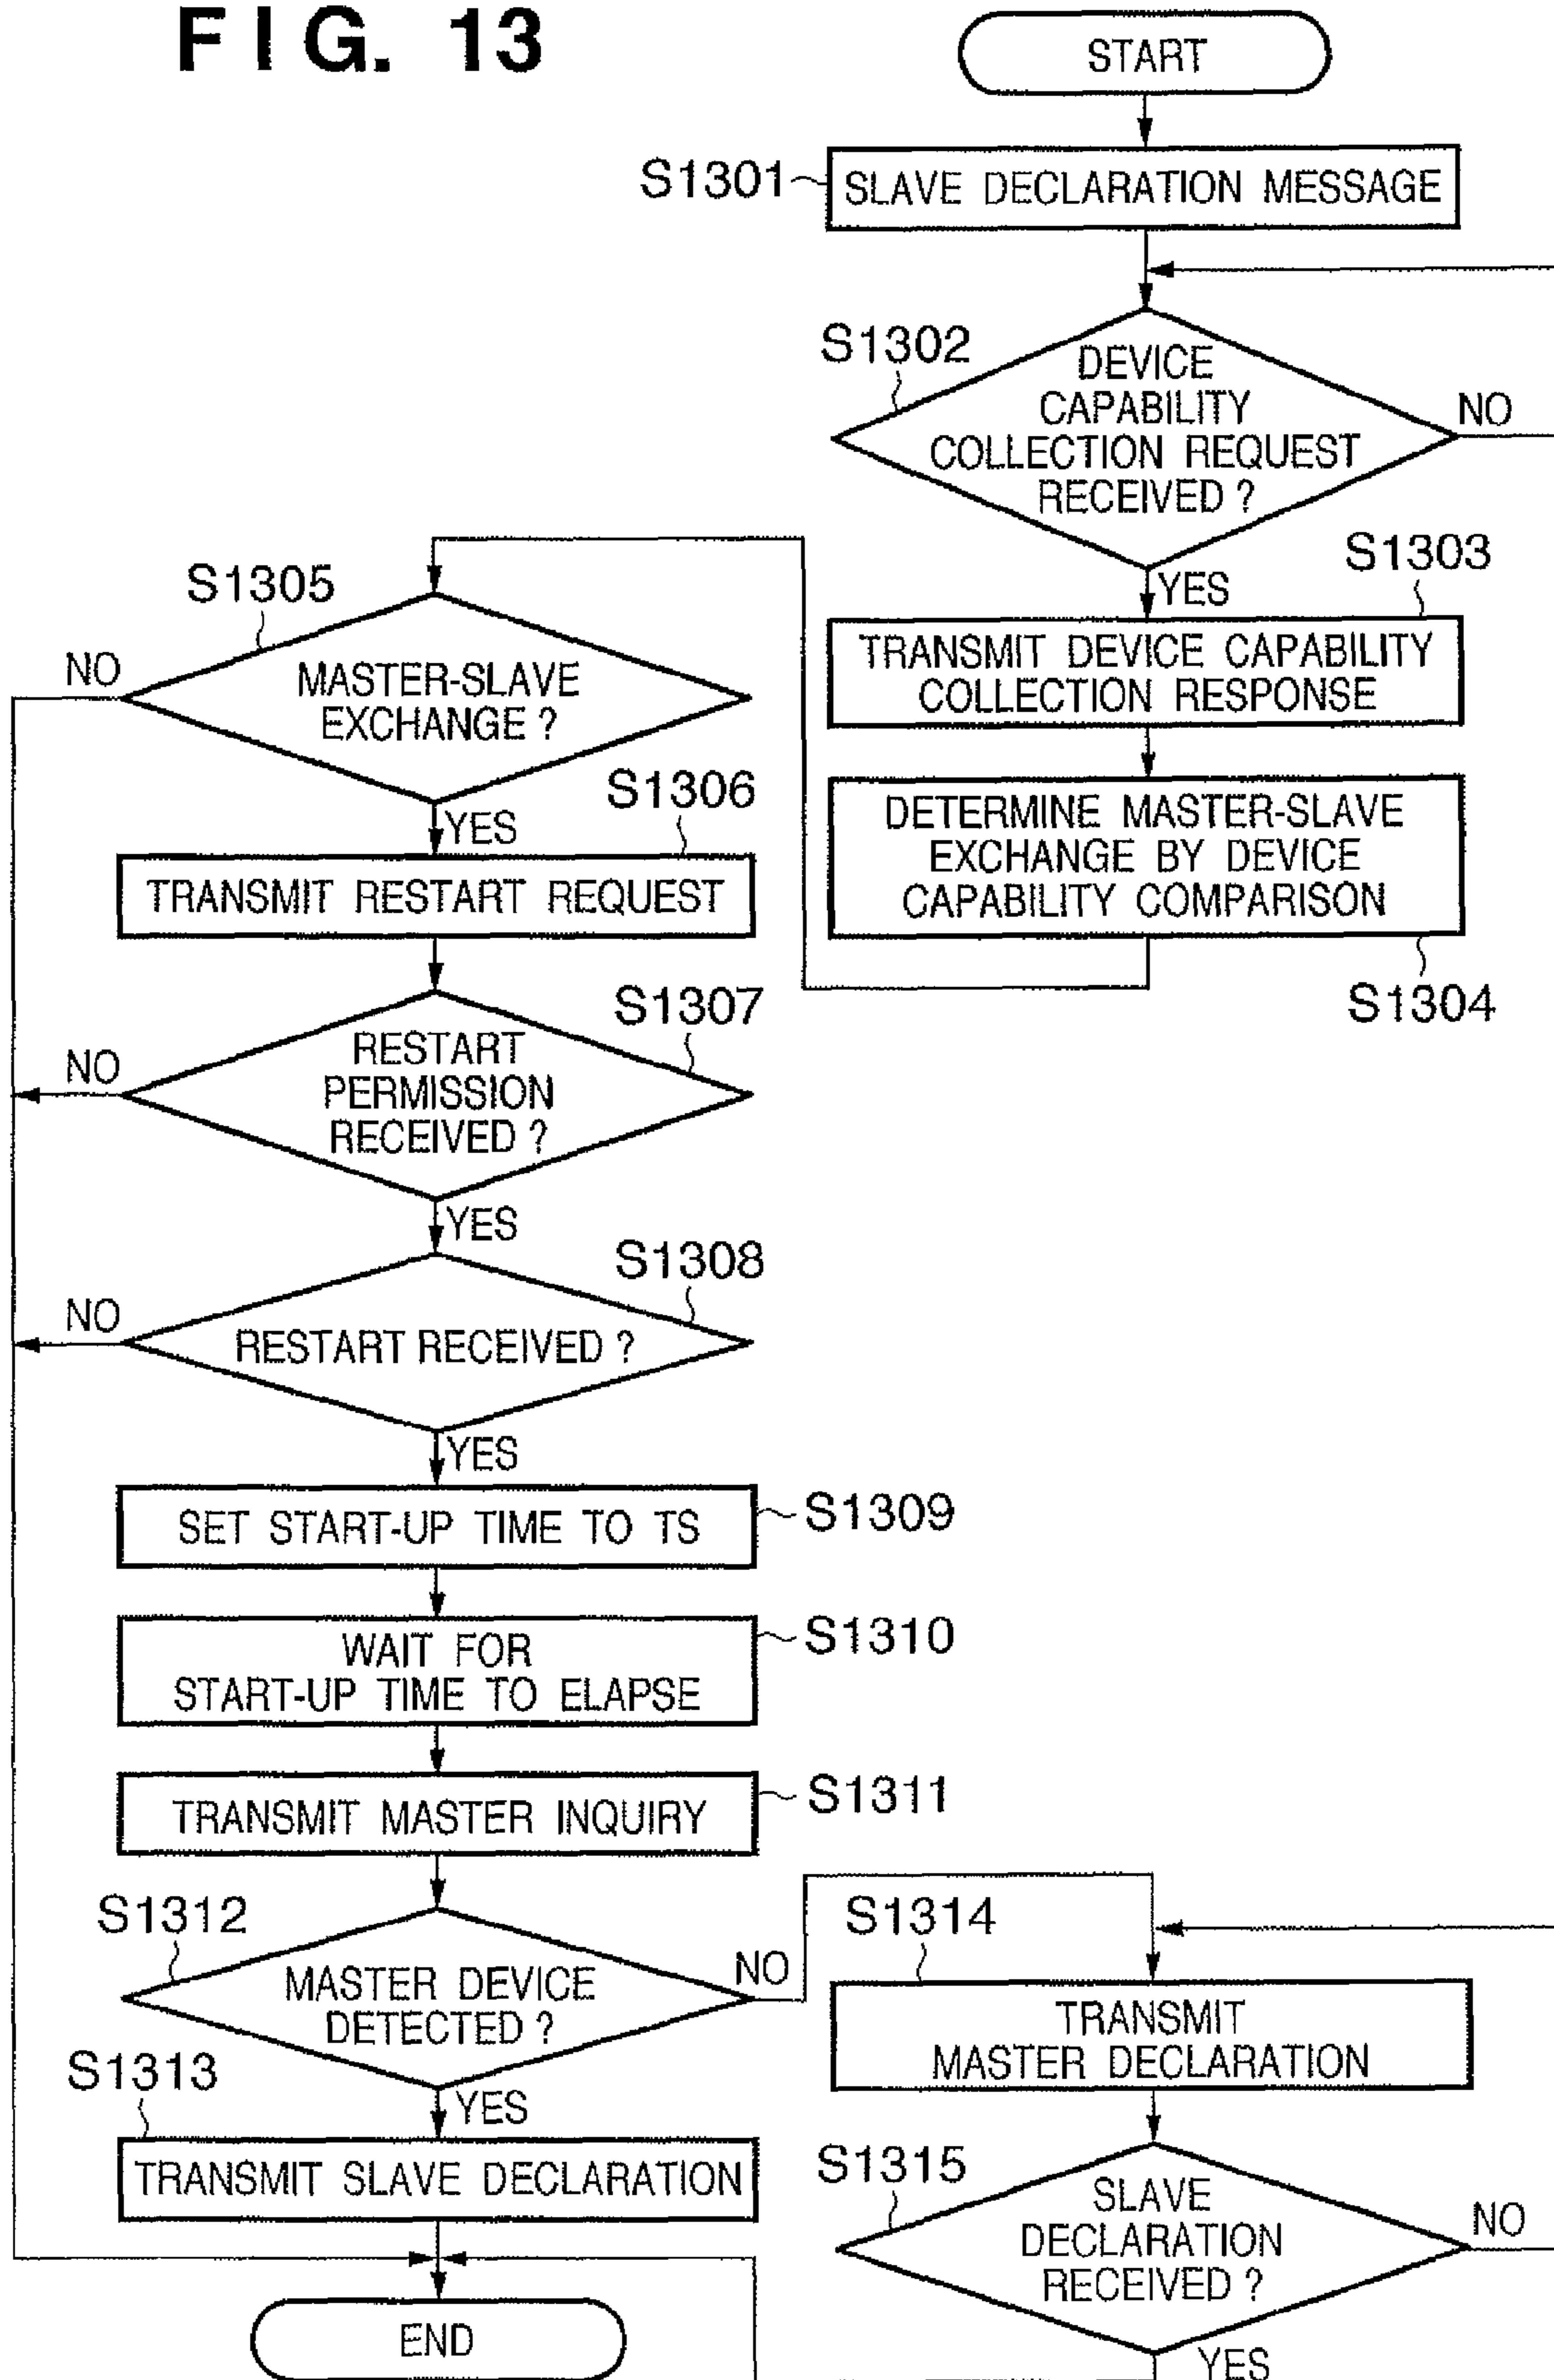 FIG. 13
START
S1301
SLAVE DECLARATION MESSAGE
S1302
DEVICE
CAPABILITY
COLLECTION REQUEST
RECEIVED ?
NO
YES
S1303
TRANSMIT DEVICE CAPABILITY
COLLECTION RESPONSE
DETERMINE MASTER-SLAVE
EXCHANGE BY DEVICE
CAPABILITY COMPARISON
S1304
S1305
NO
MASTER-SLAVE
EXCHANGE ?
YES
S1306
TRANSMIT RESTART REQUEST
S1307
NO
RESTART
PERMISSION
RECEIVED ?
YES
S1308
NO
RESTART RECEIVED ?
YES
SET START-UP TIME TO TS
S1309
WAIT FOR
START-UP TIME TO ELAPSE
S1310
TRANSMIT MASTER INQUIRY
S1311
S1312
MASTER DEVICE
DETECTED ?
NO
YES
S1313
TRANSMIT SLAVE DECLARATION
S1314
TRANSMIT
MASTER DECLARATION
S1315
SLAVE
DECLARATION
RECEIVED ?
NO
YES
END